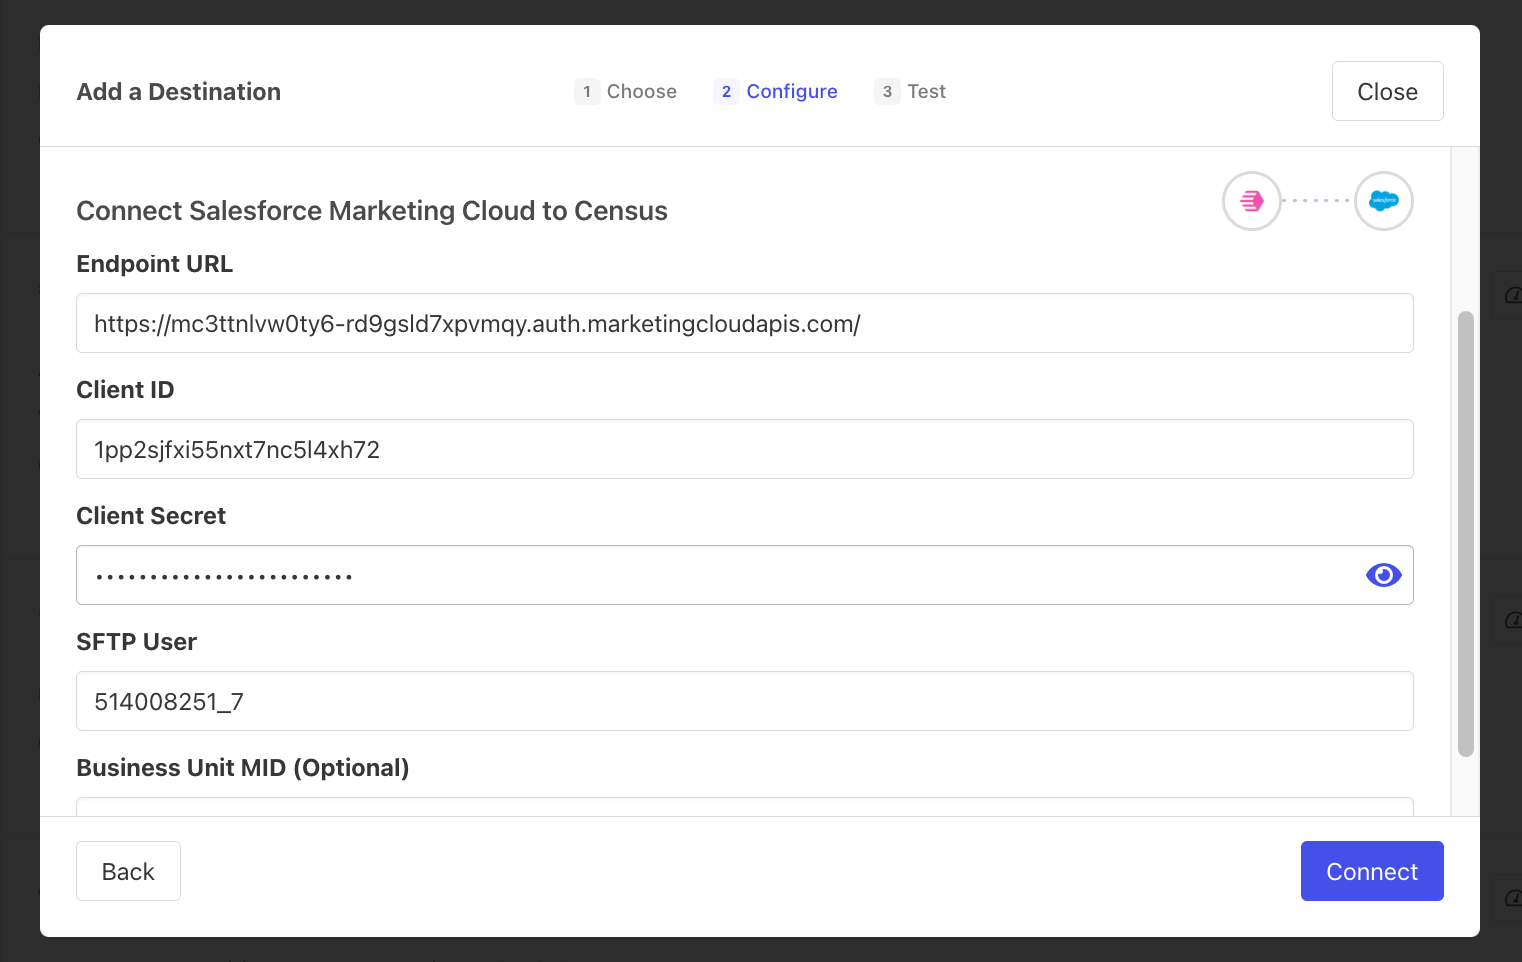 Add a Destination
1 Choose
2 Configure
3 Test
Close
Connect Salesforce Marketing Cloud to Census
salesforce
Endpoint URL
https://mc3ttnlvw0ty6-rd9gsld7xpvmqy.auth.marketingcloudapis.com/
Client ID
1pp2sjfxi55nxt7nc5l4xh72
Client Secret
••••••••••••••••••••••••
SFTP User
514008251_7
Business Unit MID (Optional)
Back
Connect